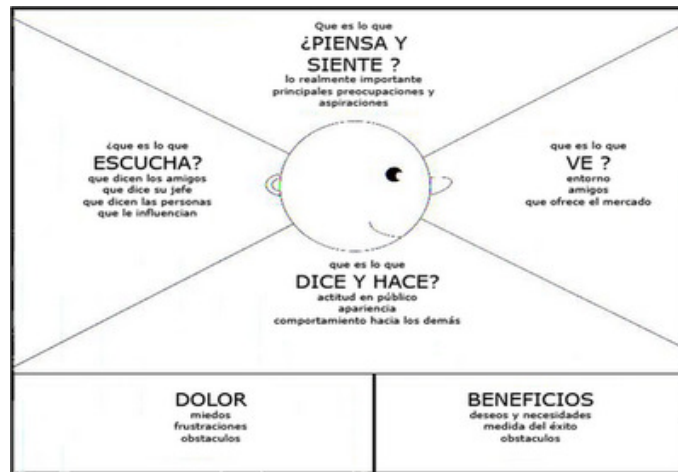 Que es lo que
¿PIENSA Y
SIENTE ?
lo realmente importante
principales preocupaciones y
aspiraciones
¿que es lo que
ESCUCHA?
que dicen los amigos
que dice su jefe
que dicen las personas
que le influencian
que es lo que
VE ?
entorno
amigos
que ofrece el mercado
que es lo que
DICE Y HACE?
actitud en público
apariencia
comportamiento hacia los demás
DOLOR
miedos
frustraciones
obstaculos
BENEFICIOS
deseos y necesidades
medida del éxito
obstaculos